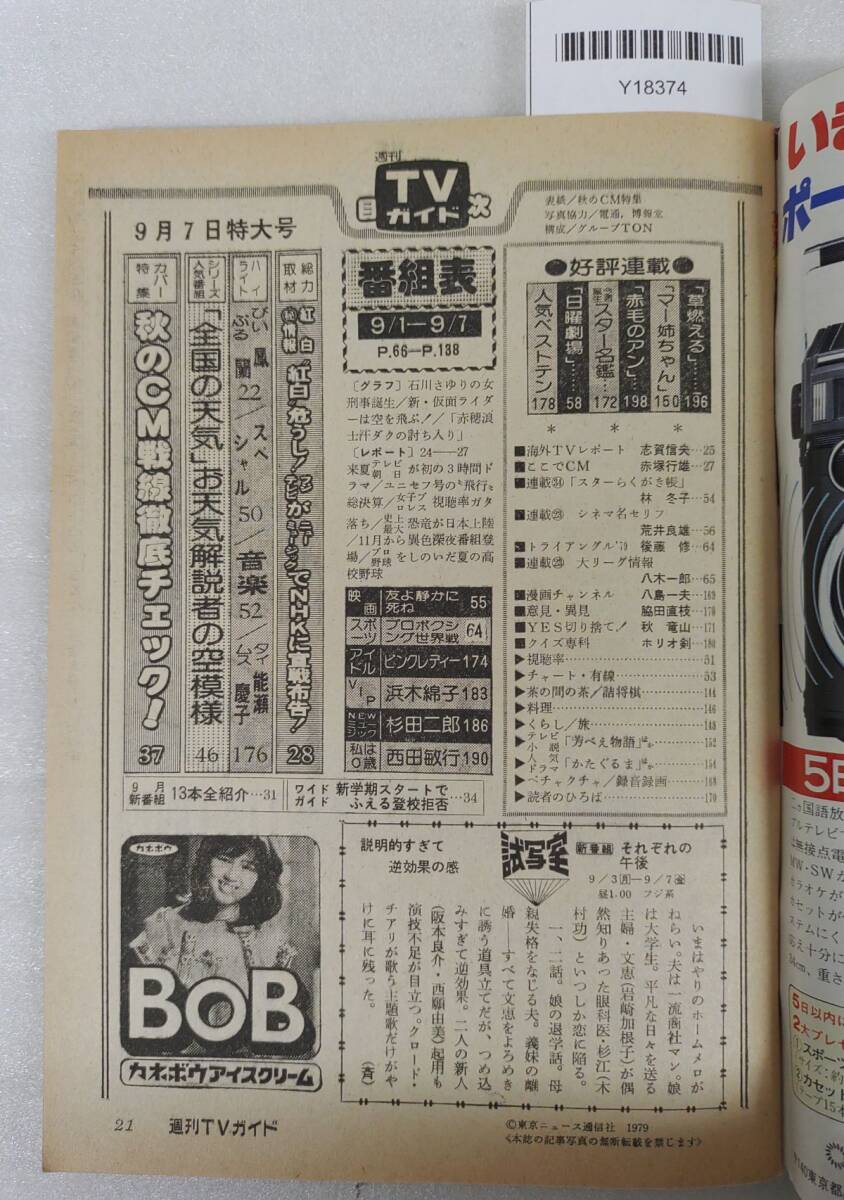 Y18374
週刊
TV
ガイド
目次
9月7日特大号
表紙/秋のCM特集
写真協力/電通, 博報堂
構成/グループTON
カバー特集
秋のCM戦線徹底チェック!
37
シリーズ人気番組
「全国の天気」お天気解説者の空模様
46
ハイライト
びいぷる
鳳蘭22/スペシャル50/音楽52/タイムス 能瀬慶子176
総力取材
紅白㊙情報
“紅白”危うし!
テレビが
ニューミュージックでNHKに宣戦布告!
28
9月新番組
13本全紹介…31
ワイドガイド
新学期スタートでふえる登校拒否…34
番組表
9/1―9/7
P.66―P.138
[グラフ] 石川さゆりの女
刑事誕生/新・仮面ライダ
ーは空を飛ぶ!/「赤穂浪
士汗ダクの討ち入り」
[レポート] 24――27
来夏テレビ朝日が初の3時間ド
ラマ/ユニセフ号の“飛行”
総決算/女子プロレス視聴率ガタ
落ち/史上最大恐竜が日本上陸
/11月から異色深夜番組登
場/プロ野球をしのいだ夏の高
校野球
映画 友よ静かに死ね 55
スポーツ プロボクシング世界戦 64
アイドル ピンクレディー 174
VIP 浜木綿子 183
NEWミュージック 杉田二郎 186
私は0歳 西田敏行 190
●好評連載●
「草燃える」……196
「マー姉ちゃん」150
「赤毛のアン」…198
スター名鑑…172
「日曜劇場」……58
人気ベストテン 178
* * *
■海外TVレポート 志賀信夫…25
■ここでCM 赤塚行雄…27
■連載㉞「スターらくがき帳」
林 冬子…54
■連載㉓ シネマ名セリフ
荒井良雄…56
■トライアングル'79 後藤 修…64
■連載㉓ 大リーグ情報
八木一郎…65
■漫画チャンネル 八島一夫…169
■意見・異見 脇田直枝…170
■YES切り捨て! 秋 竜山…171
■クイズ専科 ホリオ剣…180
▶視聴率…51
▶チャート・有線…53
▶茶の間の茶/詰将棋…144
▶料理…146
▶くらし/旅…148
▶テレビ小説「芳べえ物語」ほか…152
▶人気ドラマ「かたぐるま」ほか…154
▶ペチャクチャ/録音録画…168
▶読者のひろば…170
試写室
新番組 それぞれの午後
9/3㊊―9/7㊎
昼1.00 フジ系
説明的すぎて
逆効果の感
いまはやりのホームメロが
ねらい。夫は一流商社マン。娘
は大学生。平凡な日々を送る
主婦・文恵(岩崎加根子)が偶
然知りあった眼科医・杉江(木
村功)といつしか恋に陥る。
一、二話。娘の退学話。母
親失格をなじる夫。義妹の離
婚――すべて文恵をよろめき
に誘う道具立てだが、つめ込
みすぎて逆効果。二人の新人
(阪本良介・西願由美)起用も
演技不足が目立つ。クロード・
チアリが歌う主題歌だけがや
けに耳に残った。 (斉)
カネボウ
BOB
カネボウアイスクリーム
21 週刊TVガイド
©東京ニュース通信社 1979
<本誌の記事写真の無断転載を禁じます>
いき
ポー
5日
5日以内に
2大プレゼ
①スポーツ
②カセット